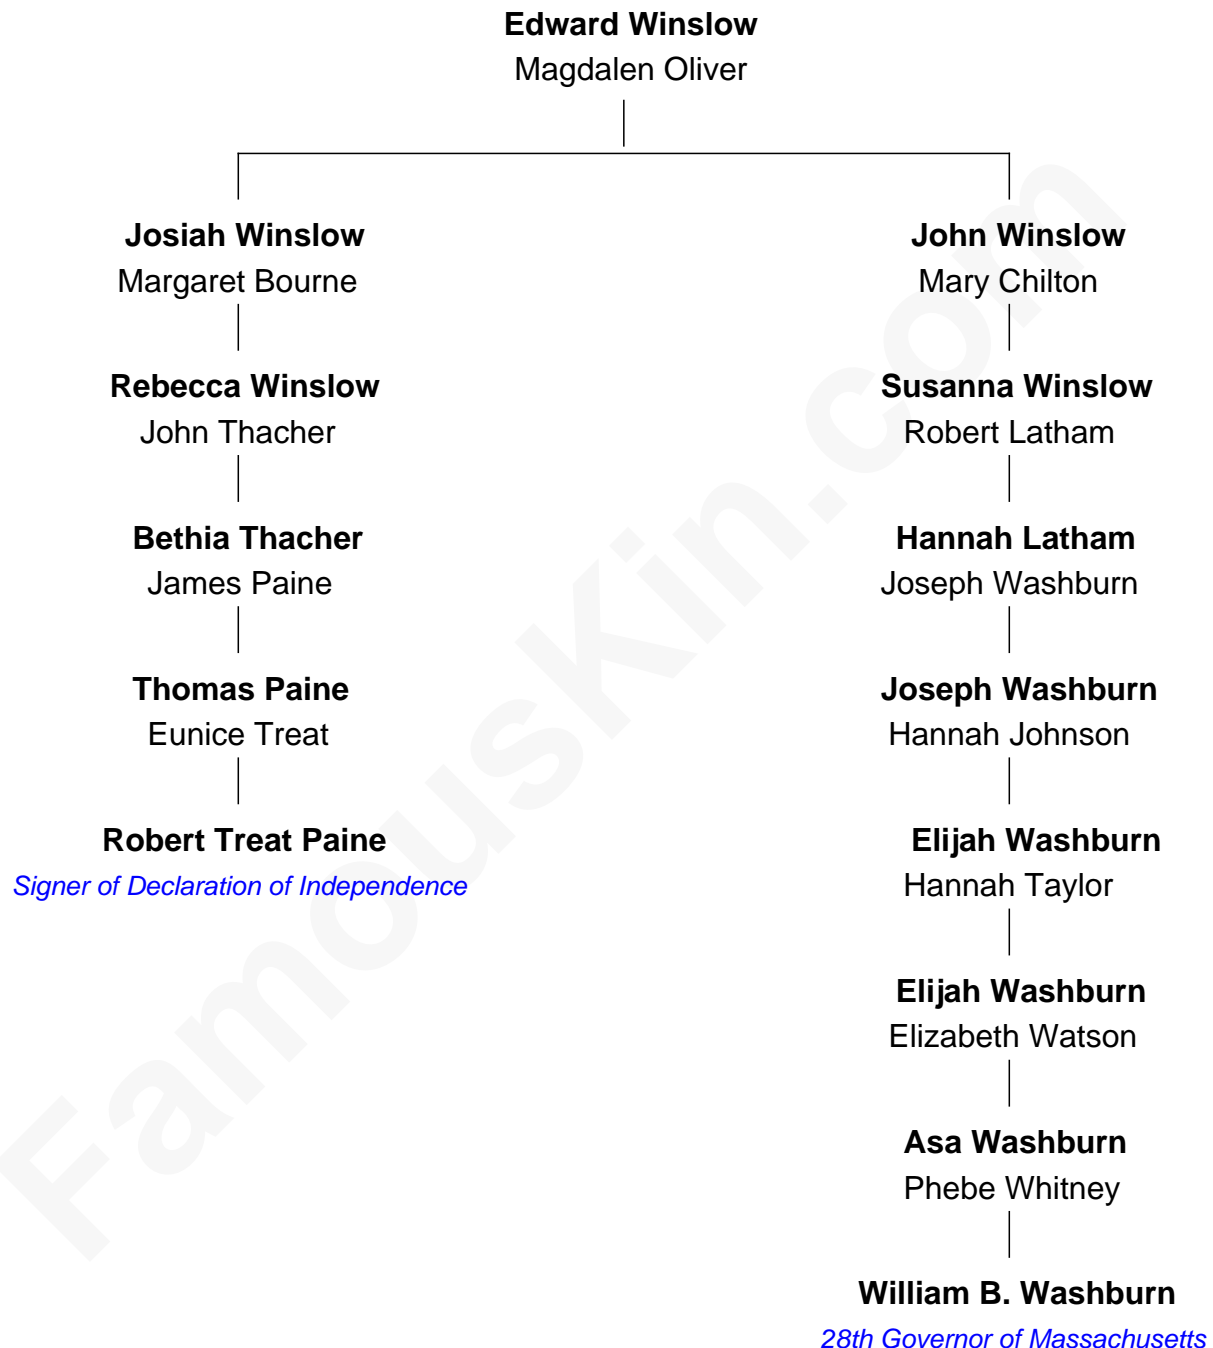 Edward Winslow
Magdalen Oliver
Josiah Winslow
Margaret Bourne
Rebecca Winslow
John Thacher
Bethia Thacher
James Paine
Thomas Paine
Eunice Treat
Robert Treat Paine
Signer of Declaration of Independence
John Winslow
Mary Chilton
Susanna Winslow
Robert Latham
Hannah Latham
Joseph Washburn
Joseph Washburn
Hannah Johnson
Elijah Washburn
Hannah Taylor
Elijah Washburn
Elizabeth Watson
Asa Washburn
Phebe Whitney
William B. Washburn
28th Governor of Massachusetts
FamousKin.com